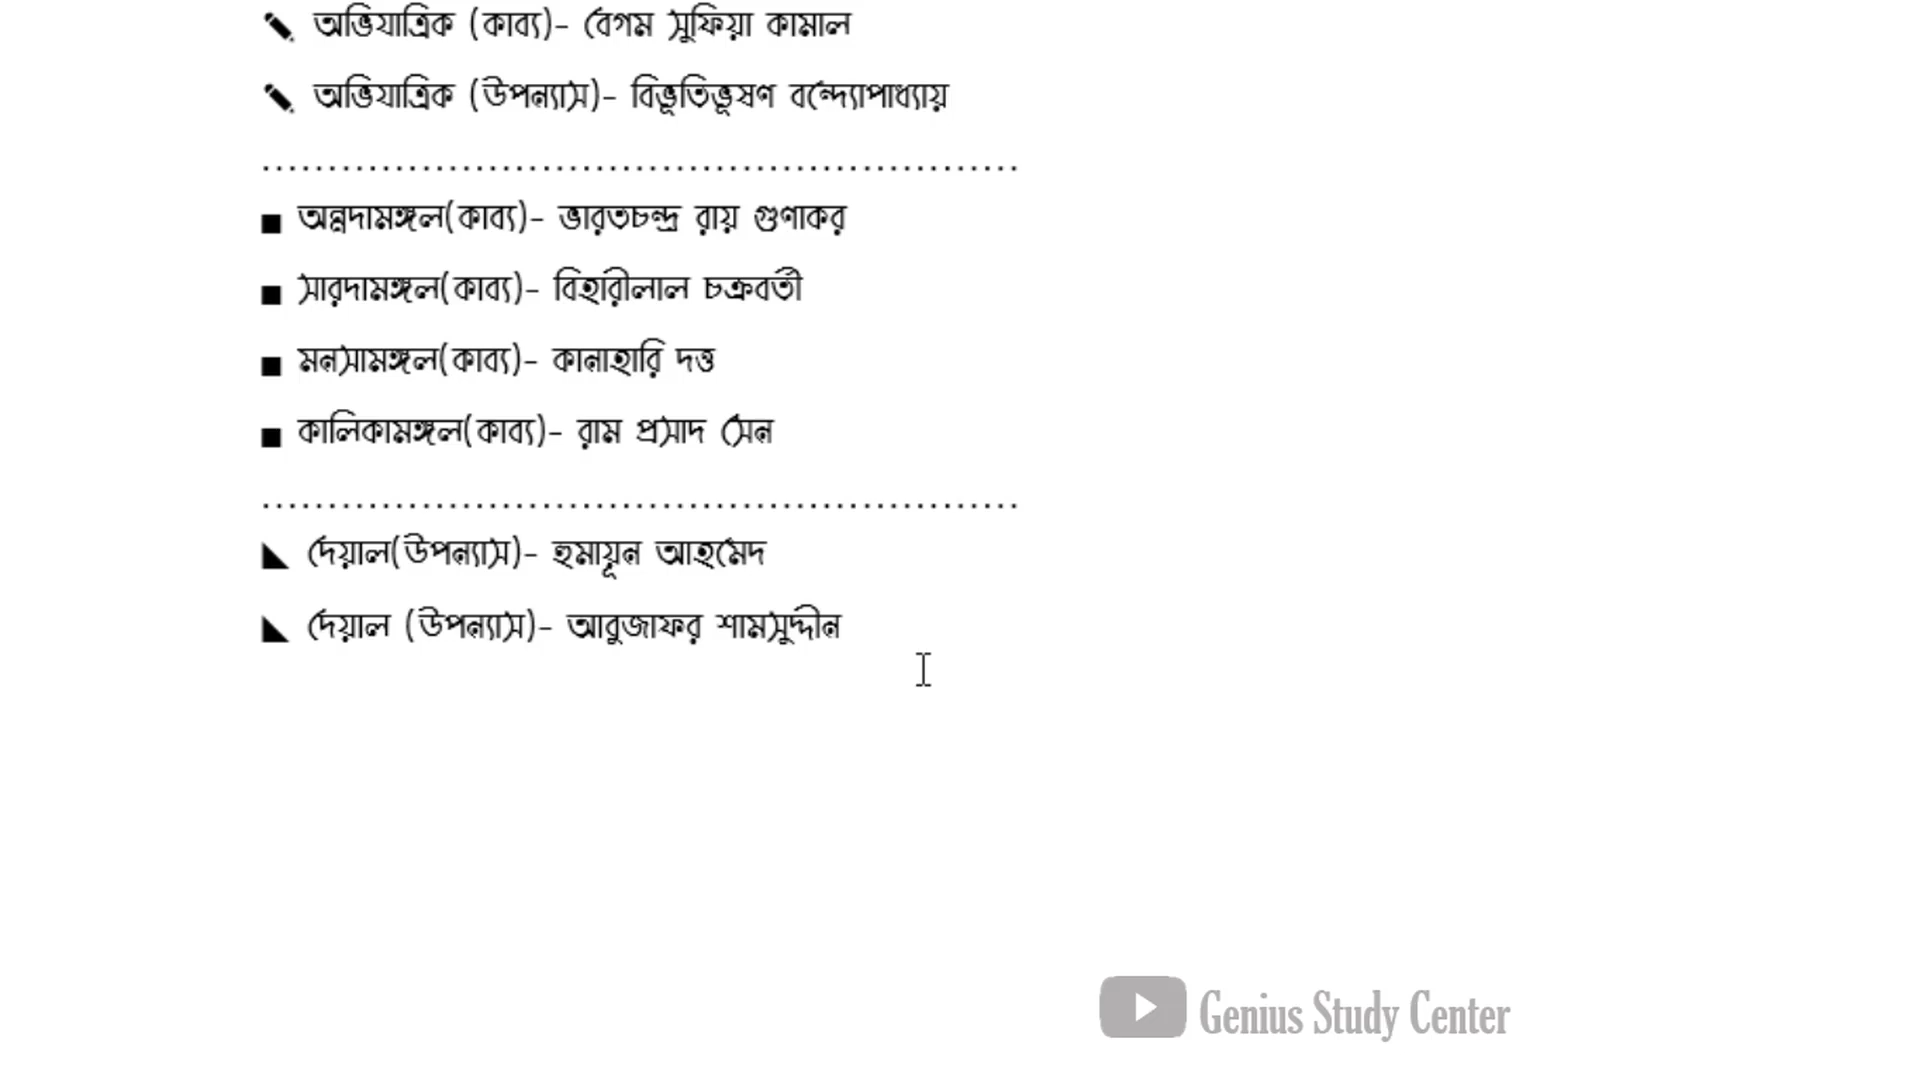 অভিযাত্রিক (কাব্য)- বেগম সুফিয়া কামাল
অভিযাত্রিক (উপন্যাস)- বিভূতিভূষণ বন্দ্যোপাধ্যায়
.........................................................
■ অন্নদামঙ্গল(কাব্য)- ভারতচন্দ্র রায় গুণাকর
■ সারদামঙ্গল(কাব্য)- বিহারীলাল চক্রবর্তী
■ মনসামঙ্গল(কাব্য)- কানাহারি দত্ত
■ কালিকামঙ্গল(কাব্য)- রাম প্রসাদ সেন
.........................................................
◣ দেয়াল(উপন্যাস)- হুমায়ূন আহমেদ
◣ দেয়াল (উপন্যাস)- আবুজাফর শামসুদ্দীন
Genius Study Center